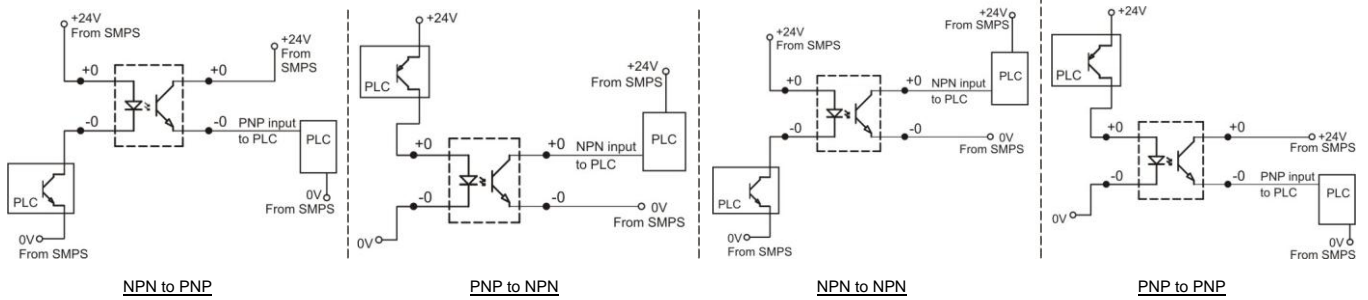 +24V
From SMPS
+24V
From
SMPS
+0
+0
-0
-0
PNP input
to PLC
PLC
PLC
0V
From SMPS
0V
From SMPS
NPN to PNP
+24V
PLC
+24V
From SMPS
+0
+0
NPN input
to PLC
PLC
-0
-0
0V
From SMPS
0V
PNP to NPN
+24V
From SMPS
+24V
From SMPS
+0
+0
NPN input
to PLC
PLC
-0
-0
0V
From SMPS
PLC
0V
From SMPS
NPN to NPN
+24V
PLC
+0
+0
+24V
From SMPS
-0
-0
PNP input
to PLC
PLC
0V
0V
From SMPS
PNP to PNP